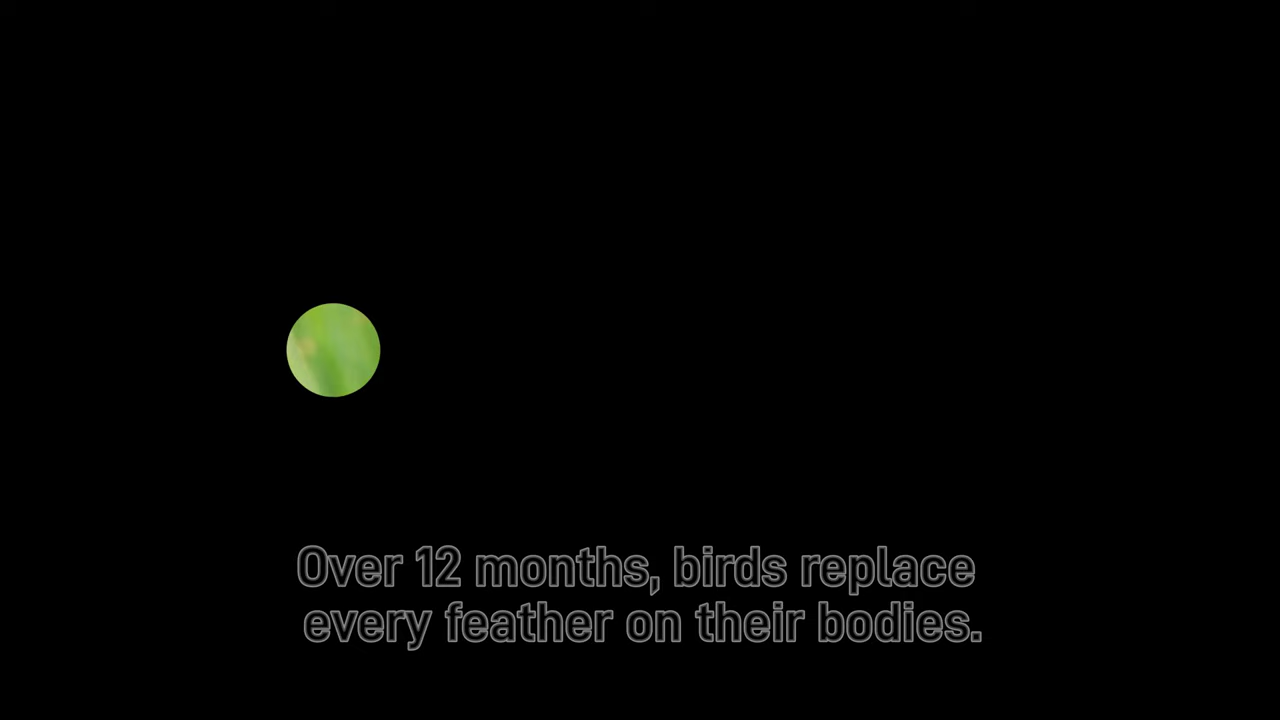 Over 12 months, birds replace
every feather on their bodies.